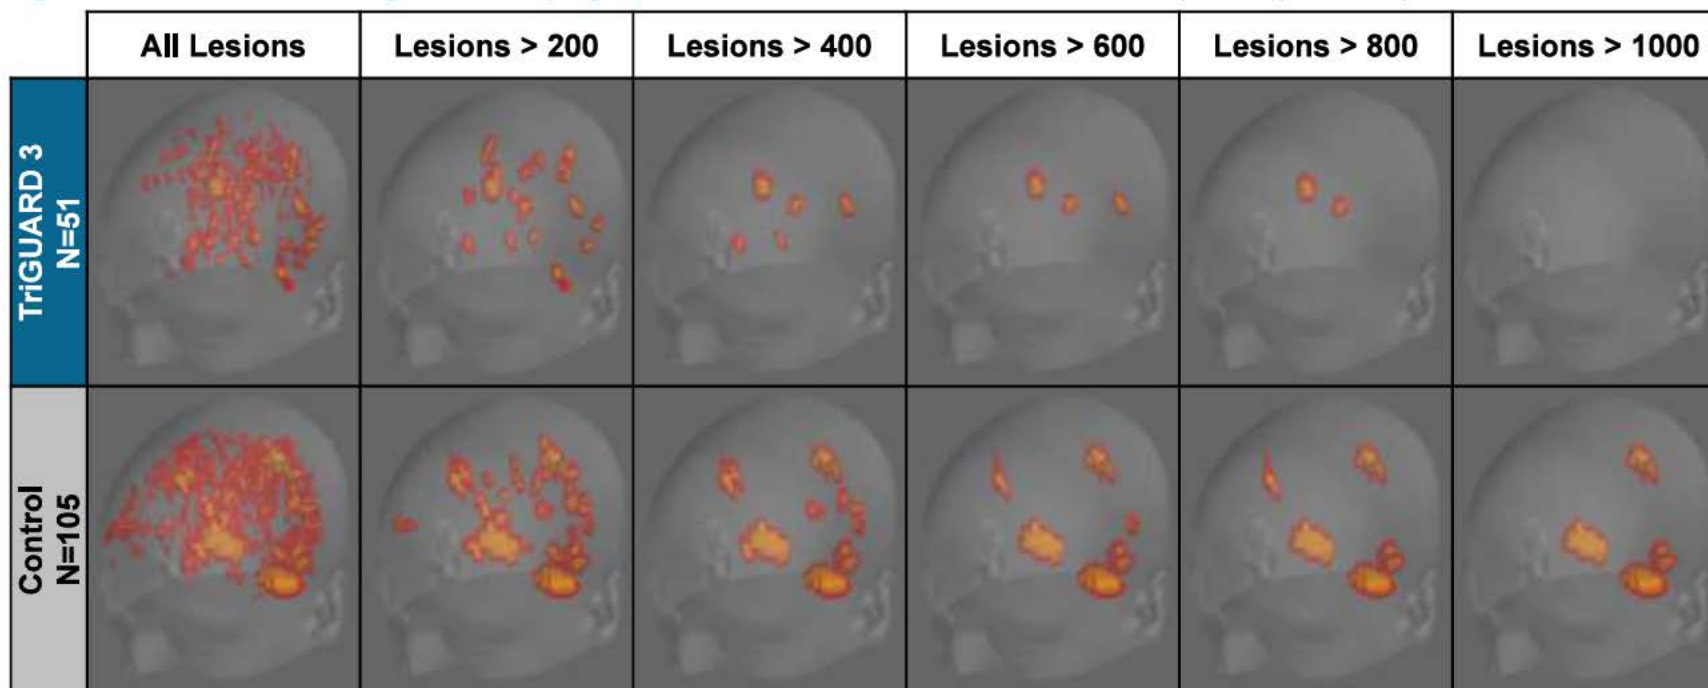 All Lesions
Lesions > 200
Lesions > 400
Lesions > 600
Lesions > 800
Lesions > 1000
TriGUARD 3
N=51
Control
N=105